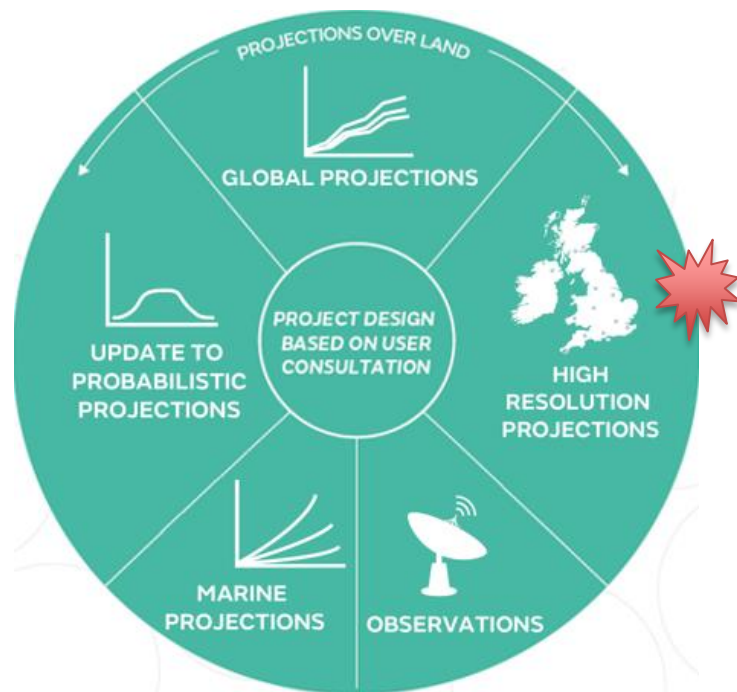 PROJECTIONS OVER LAND
GLOBAL PROJECTIONS
UPDATE TO
PROBABILISTIC
PROJECTIONS
PROJECT DESIGN
BASED ON USER
CONSULTATION
HIGH
RESOLUTION
PROJECTIONS
MARINE
PROJECTIONS
OBSERVATIONS